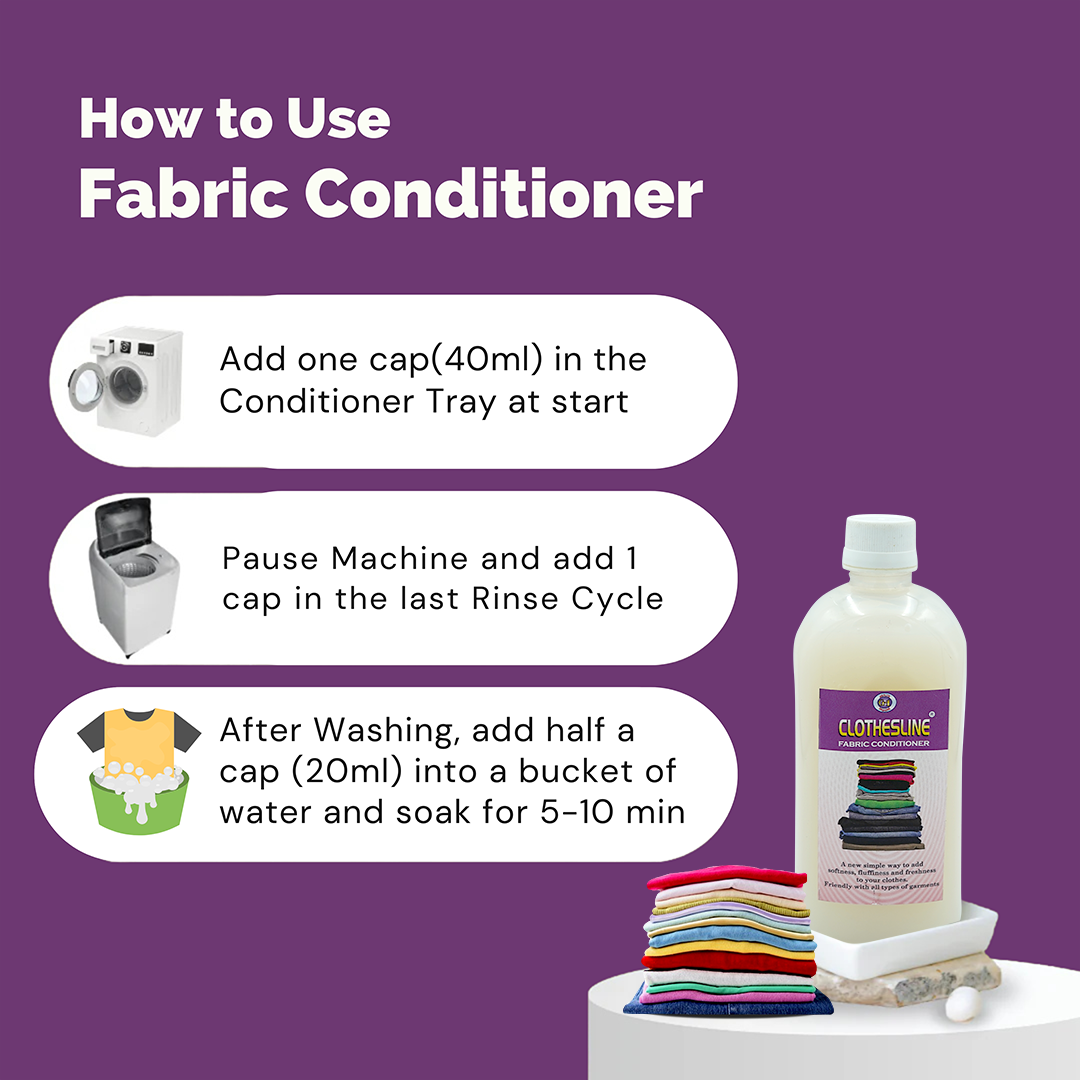 How to Use
Fabric Conditioner
Add one cap(40ml) in the
Conditioner Tray at start
Pause Machine and add 1
cap in the last Rinse Cycle
After Washing, add half a
cap (20ml) into a bucket of
water and soak for 5-10 min
CLOTHESLINE®
FABRIC CONDITIONER
A new simple way to add
softness, fluffiness and freshness
to your clothes.
Friendly with all types of garments